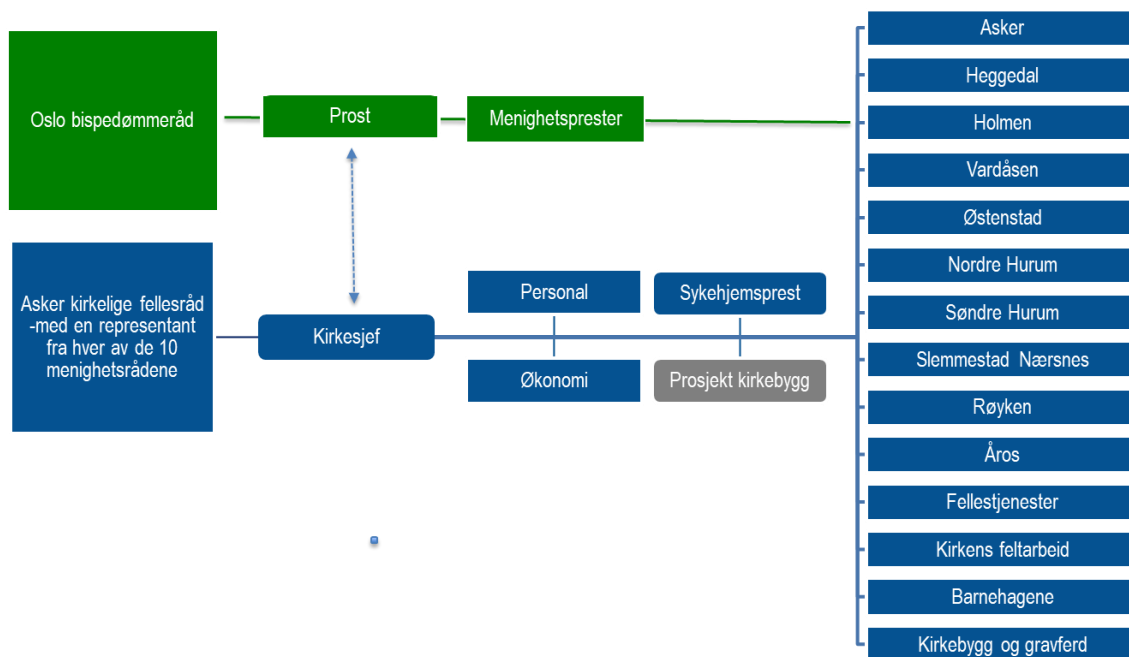 Oslo bispedømmeråd
Prost
Menighetsprester
Asker kirkelige fellesråd
-med en representant
fra hver av de 10
menighetsrådene
Kirkesjef
Personal
Sykehjemsprest
Økonomi
Prosjekt kirkebygg
Asker
Heggedal
Holmen
Vardåsen
Østenstad
Nordre Hurum
Søndre Hurum
Slemmestad Nærsnes
Røyken
Åros
Fellestjenester
Kirkens feltarbeid
Barnehagene
Kirkebygg og gravferd